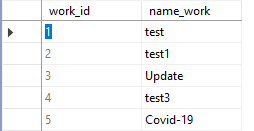 work_id name_work
1 test
2 test1
3 Update
4 test3
5 Covid-19